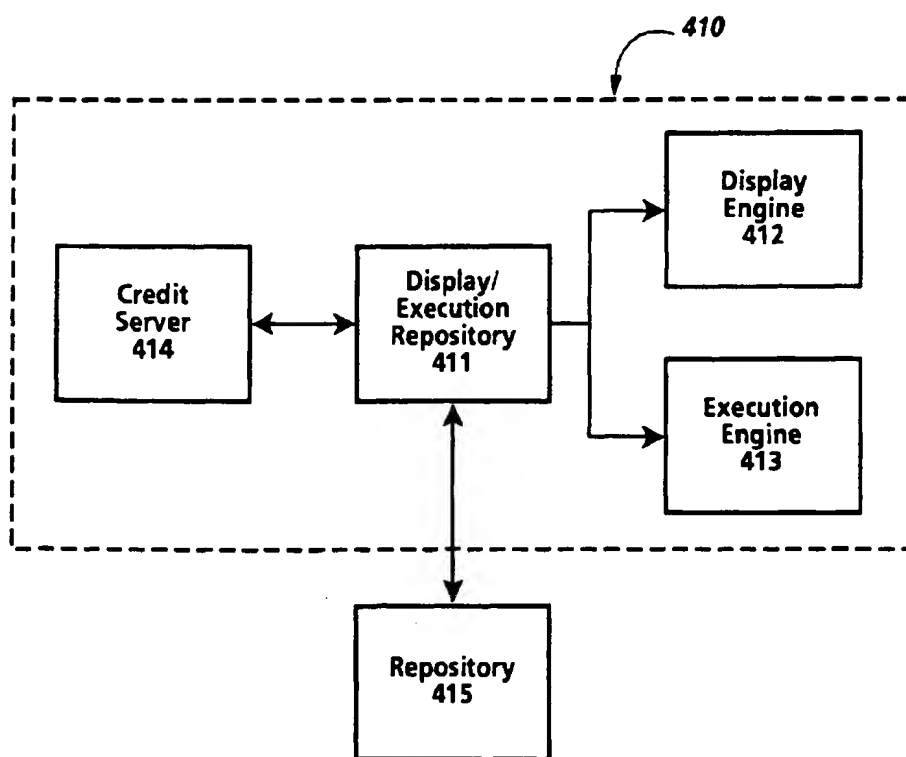 410
Display
Engine
412
Credit
Server
414
Display/
Execution
Repository
411
Execution
Engine
413
Repository
415